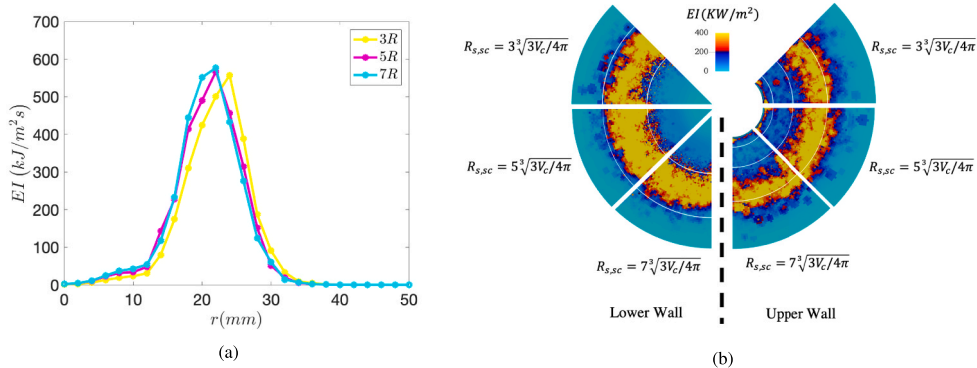 700
600
500
400
300
200
100
0
EI (kJ/m²s)
0 10 20 30 40 50
r(mm)
3R
5R
7R
(a)
EI(KW/m²)
400
200
0
R_{s,sc} = 3∛3V_c/4π
R_{s,sc} = 3∛3V_c/4π
R_{s,sc} = 5∛3V_c/4π
R_{s,sc} = 5∛3V_c/4π
R_{s,sc} = 7∛3V_c/4π
R_{s,sc} = 7∛3V_c/4π
Lower Wall
Upper Wall
(b)